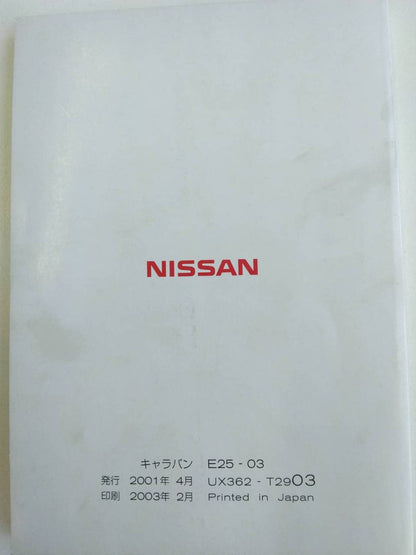 NISSAN
キャラバン E25 - 03
発行 2001年 4月 UX362 - T2903
印刷 2003年 2月 Printed in Japan